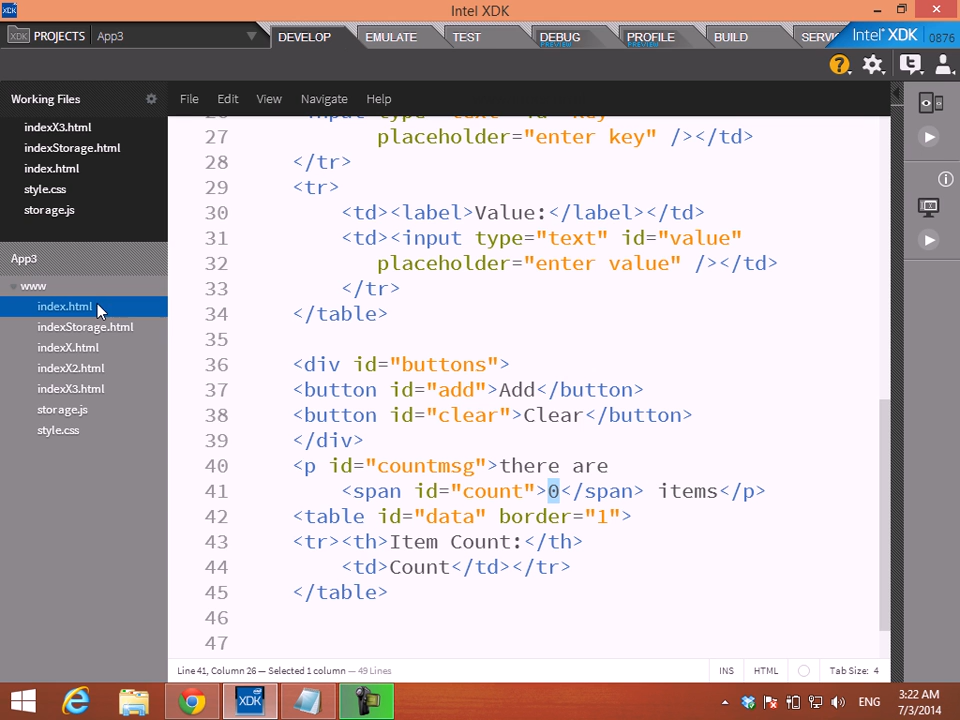 Intel XDK
PROJECTS App3 DEVELOP EMULATE TEST DEBUG PREVIEW PROFILE PREVIEW BUILD Intel® XDK 0876
Working Files
File Edit View Navigate Help
indexX3.html
indexStorage.html
index.html
style.css
storage.js
App3
www
index.html
indexStorage.html
indexX.html
indexX2.html
indexX3.html
storage.js
style.css
27 placeholder="enter key" /></td>
28 </tr>
29 <tr>
30 <td><label>Value:</label></td>
31 <td><input type="text" id="value"
32 placeholder="enter value" /></td>
33 </tr>
34 </table>
35
36 <div id="buttons">
37 <button id="add">Add</button>
38 <button id="clear">Clear</button>
39 </div>
40 <p id="countmsg">there are
41 <span id="count">0</span> items</p>
42 <table id="data" border="1">
43 <tr><th>Item Count:</th>
44 <td>Count</td></tr>
45 </table>
46
47
Line 41, Column 26 — Selected 1 column — 49 Lines INS HTML Tab Size: 4
XDK ENG 3:22 AM
7/3/2014